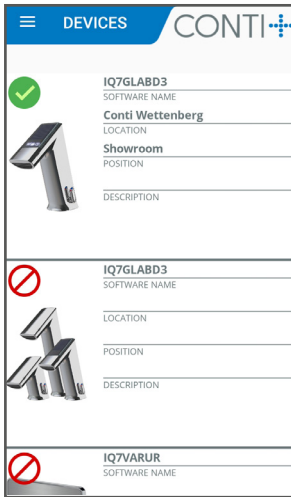 DEVICES
CONTI+
IQ7GLABD3
SOFTWARE NAME
Conti Wettenberg
LOCATION
Showroom
POSITION
DESCRIPTION
IQ7GLABD3
SOFTWARE NAME
LOCATION
POSITION
DESCRIPTION
IQ7VARUR
SOFTWARE NAME